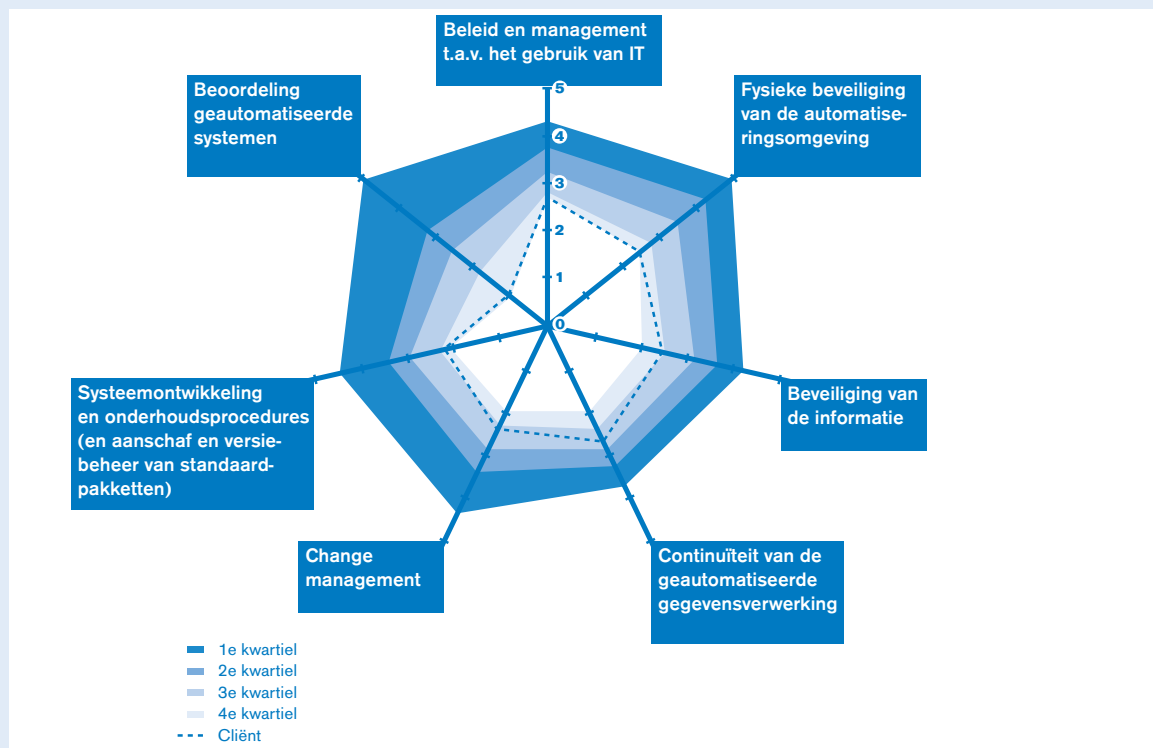 Beleid en management
t.a.v. het gebruik van IT
Beoordeling
geautomatiseerde
systemen
Fysieke beveiliging
van de automatise-
ringsomgeving
5
4
3
2
1
0
Systeemontwikkeling
en onderhoudsprocedures
(en aanschaf en versie-
beheer van standaard-
pakketten)
Beveiliging van
de informatie
Change
management
Continuïteit van de
geautomatiseerde
gegevensverwerking
1e kwartiel
2e kwartiel
3e kwartiel
4e kwartiel
Cliënt